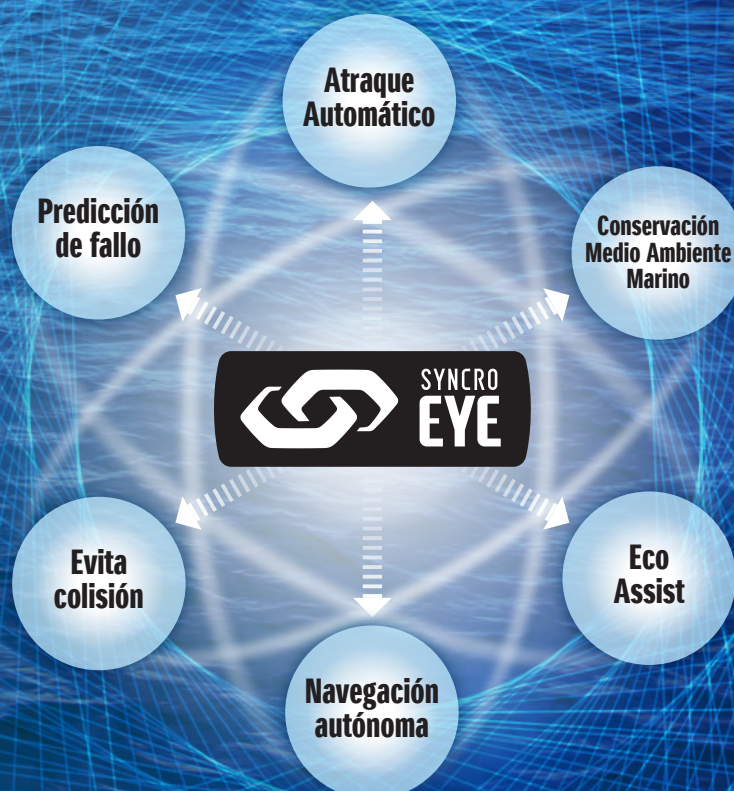 Atraque
Automático
Predicción
de fallo
Conservación
Medio Ambiente
Marino
SYNCRO
EYE
Evita
colisión
Eco
Assist
Navegación
autónoma